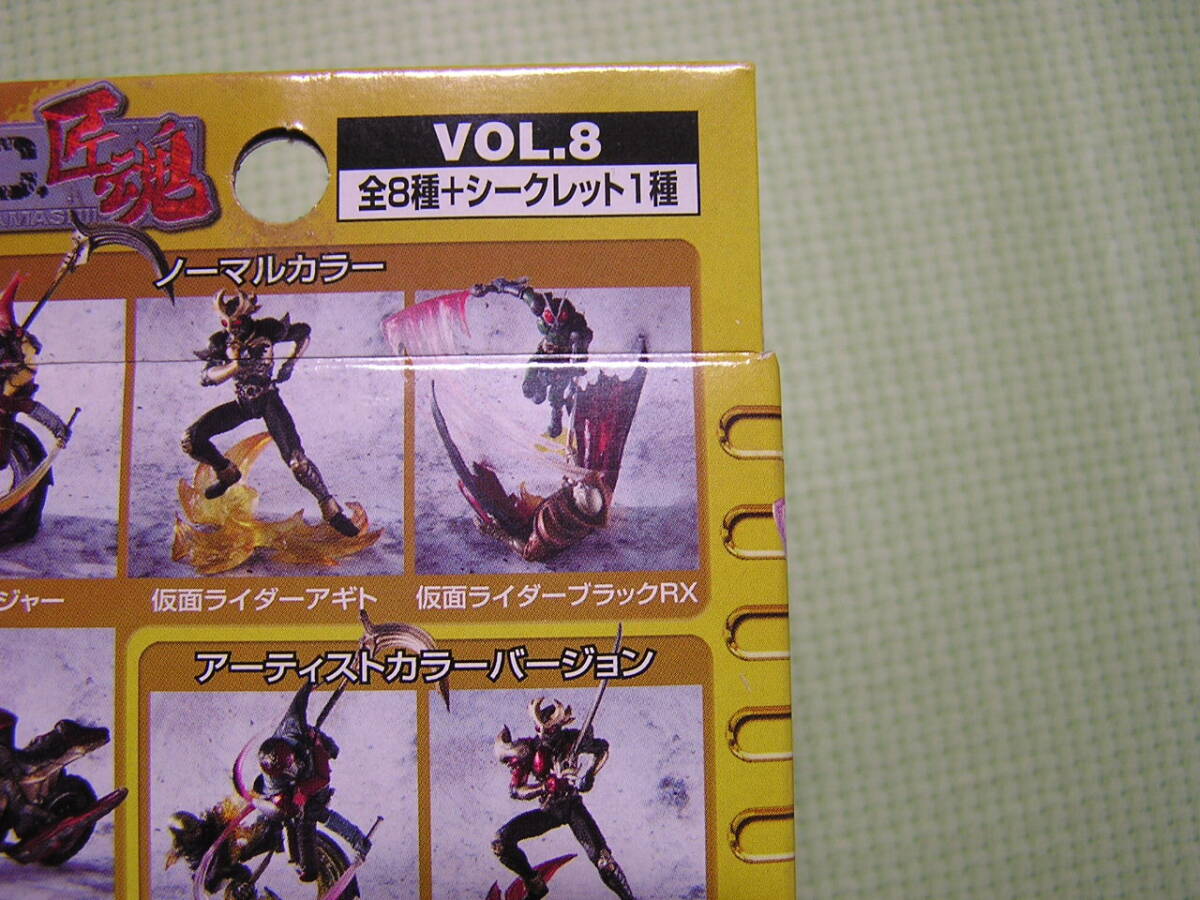 匠魂
VOL.8
全8種+シークレット1種
ノーマルカラー
ジャー
仮面ライダーアギト
仮面ライダーブラックRX
アーティストカラーバージョン